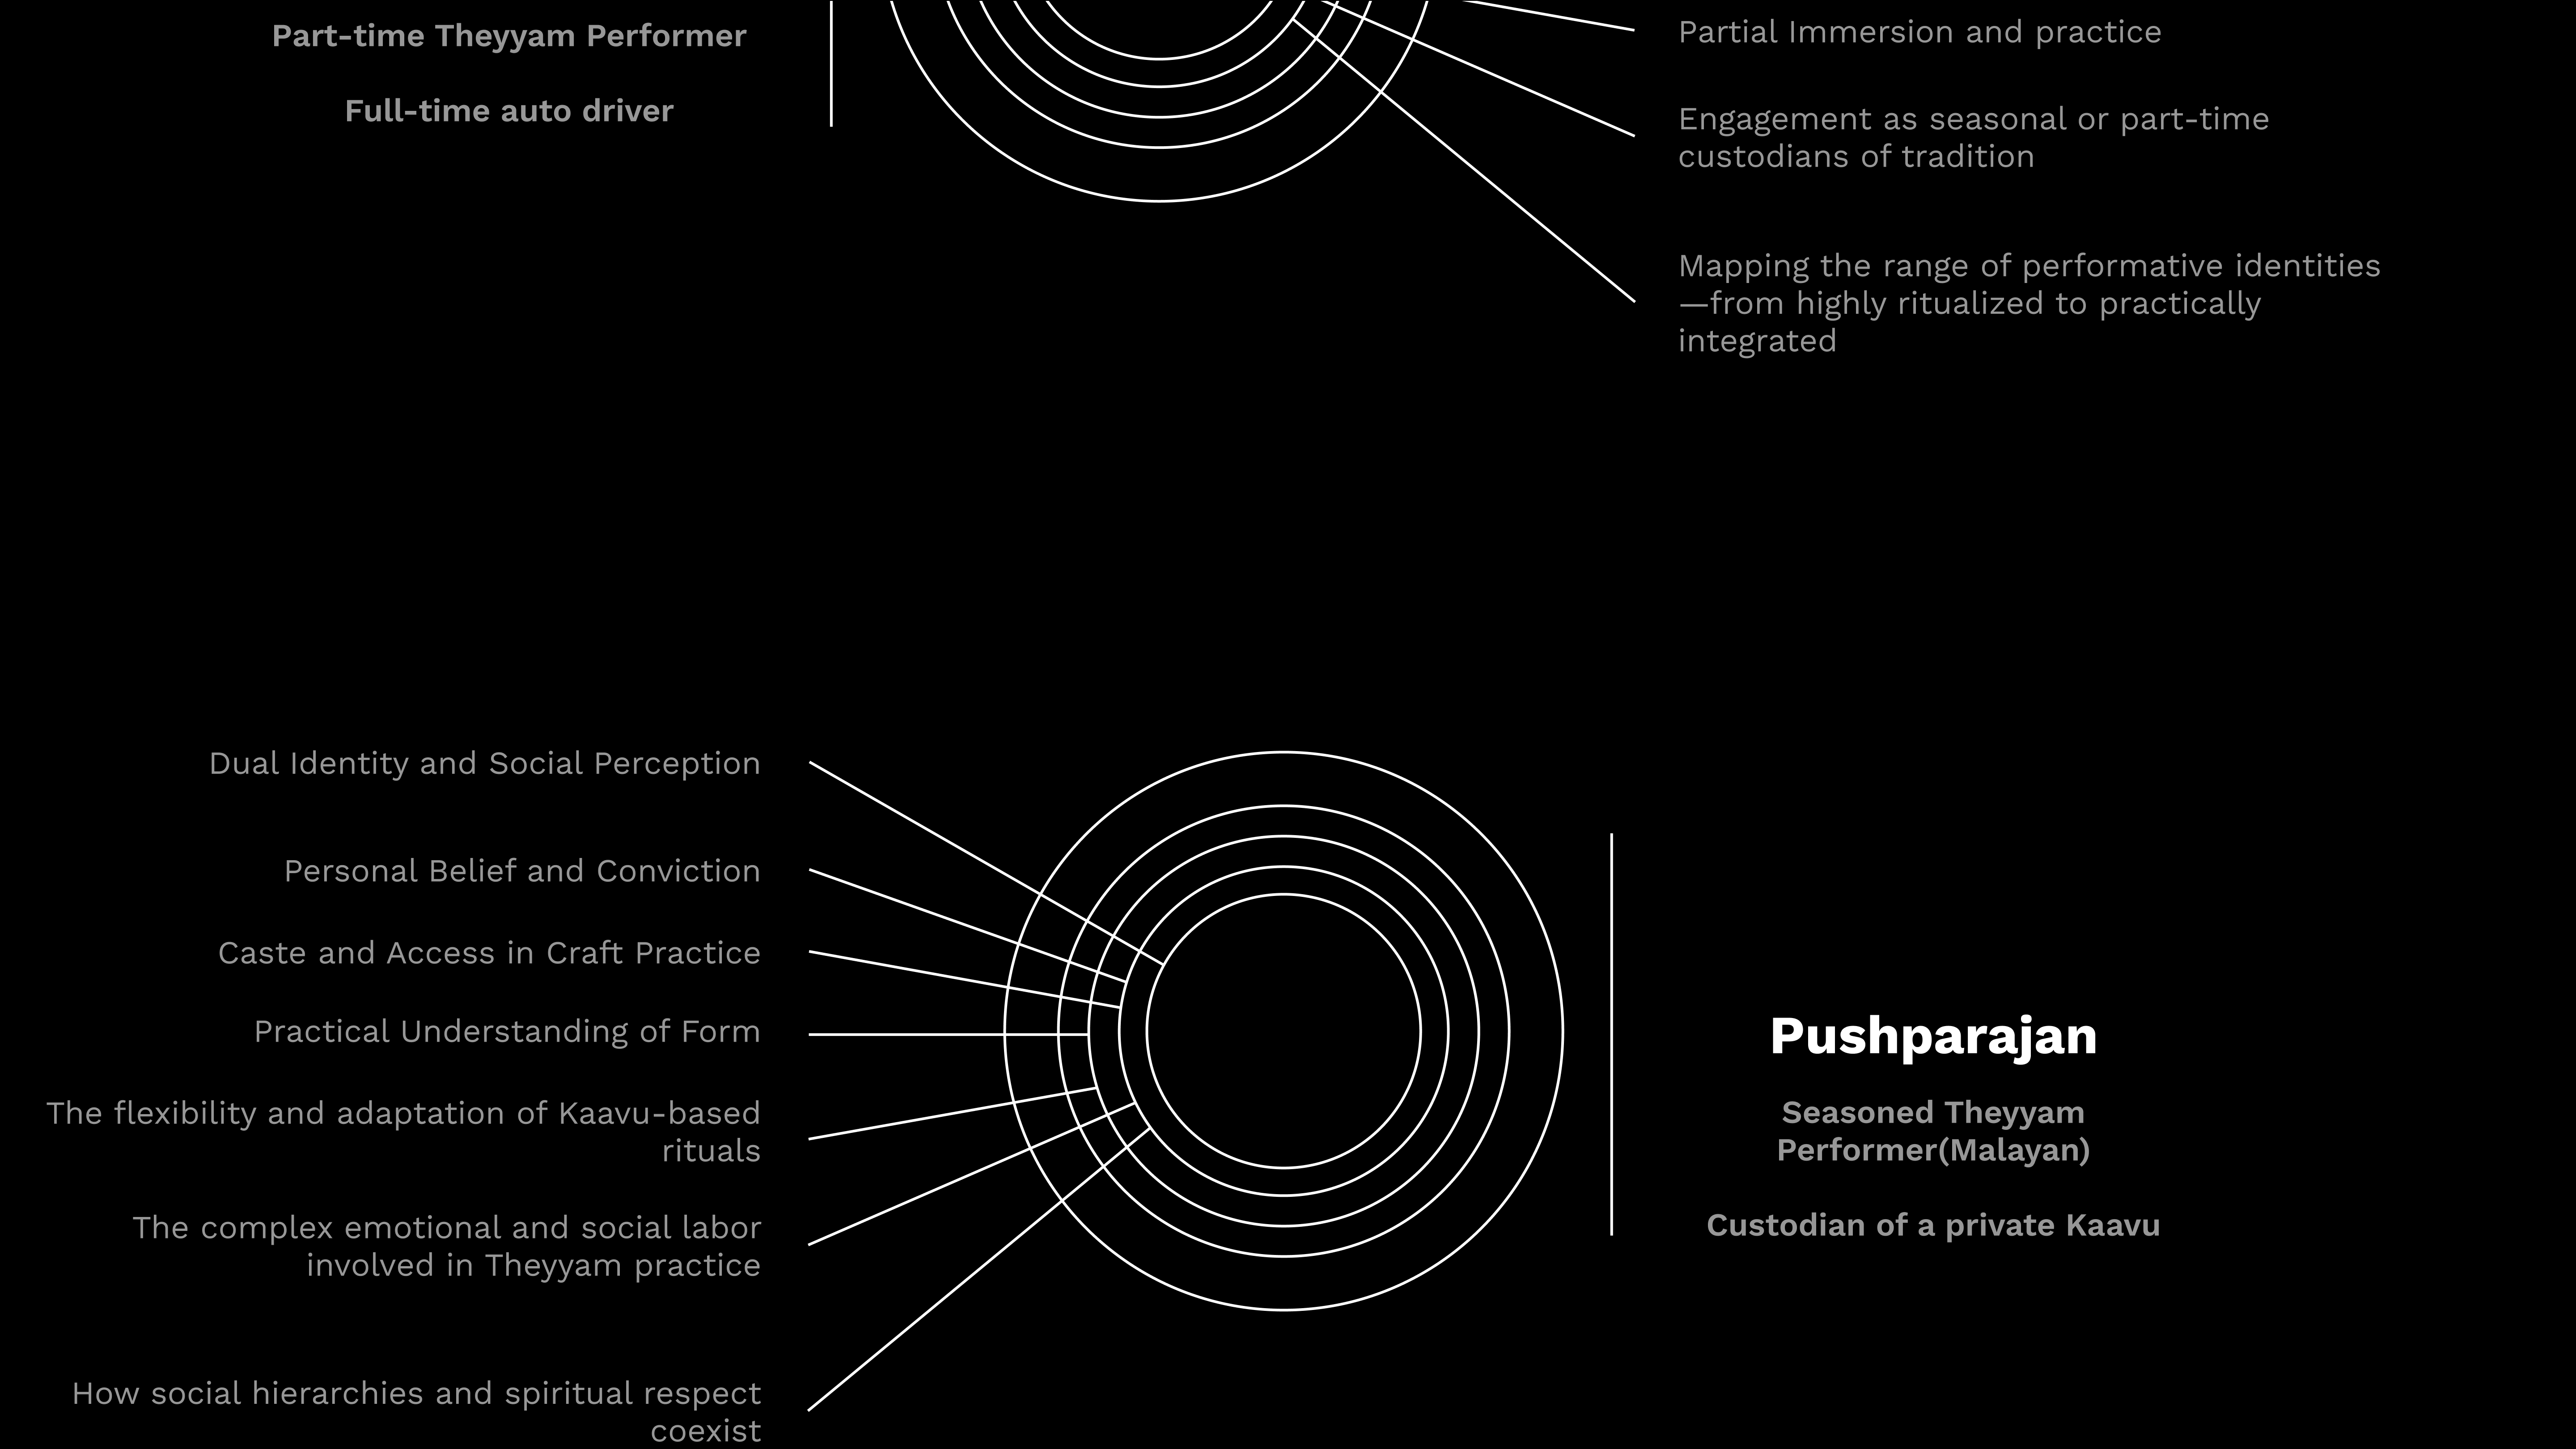 Part-time Theyyam Performer
Full-time auto driver
Partial Immersion and practice
Engagement as seasonal or part-time
custodians of tradition
Mapping the range of performative identities
—from highly ritualized to practically
integrated
Dual Identity and Social Perception
Personal Belief and Conviction
Caste and Access in Craft Practice
Practical Understanding of Form
The flexibility and adaptation of Kaavu-based
rituals
The complex emotional and social labor
involved in Theyyam practice
How social hierarchies and spiritual respect
coexist
Pushparajan
Seasoned Theyyam
Performer(Malayan)
Custodian of a private Kaavu